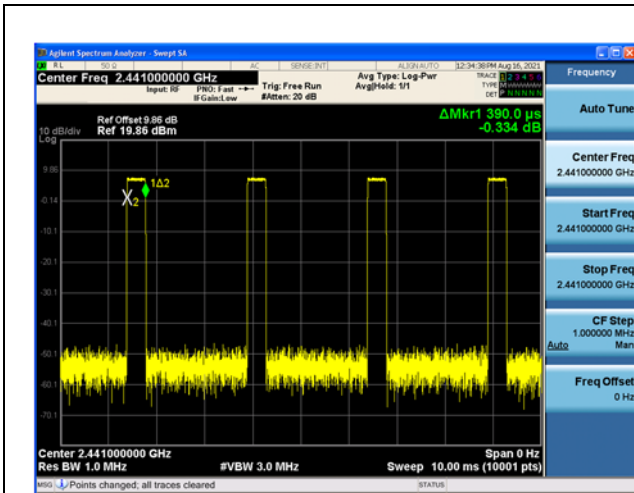 Agilent Spectrum Analyzer - Swept SA
RL 50 Ω AC SENSE:INT ALIGN AUTO 12:34:38 PM Aug 16, 2021
Center Freq 2.441000000 GHz
Input: RF PNO: Fast Trig: Free Run Avg Type: Log-Pwr TRACE 1 2 3 4 5 6
IFGain:Low #Atten: 20 dB Avg|Hold: 1/1 TYPE
DET P N N N N N
Frequency
ΔMkr1 390.0 µs
-0.334 dB
Ref Offset 9.86 dB
10 dB/div Ref 19.86 dBm
Log
9.86
-0.14
-10.1
-20.1
-30.1
-40.1
-50.1
-60.1
-70.1
1Δ2
X2
Center 2.441000000 GHz Span 0 Hz
Res BW 1.0 MHz #VBW 3.0 MHz Sweep 10.00 ms (10001 pts)
MSG Points changed; all traces cleared STATUS
Auto Tune
Center Freq
2.441000000 GHz
Start Freq
2.441000000 GHz
Stop Freq
2.441000000 GHz
CF Step
1.000000 MHz
Auto Man
Freq Offset
0 Hz